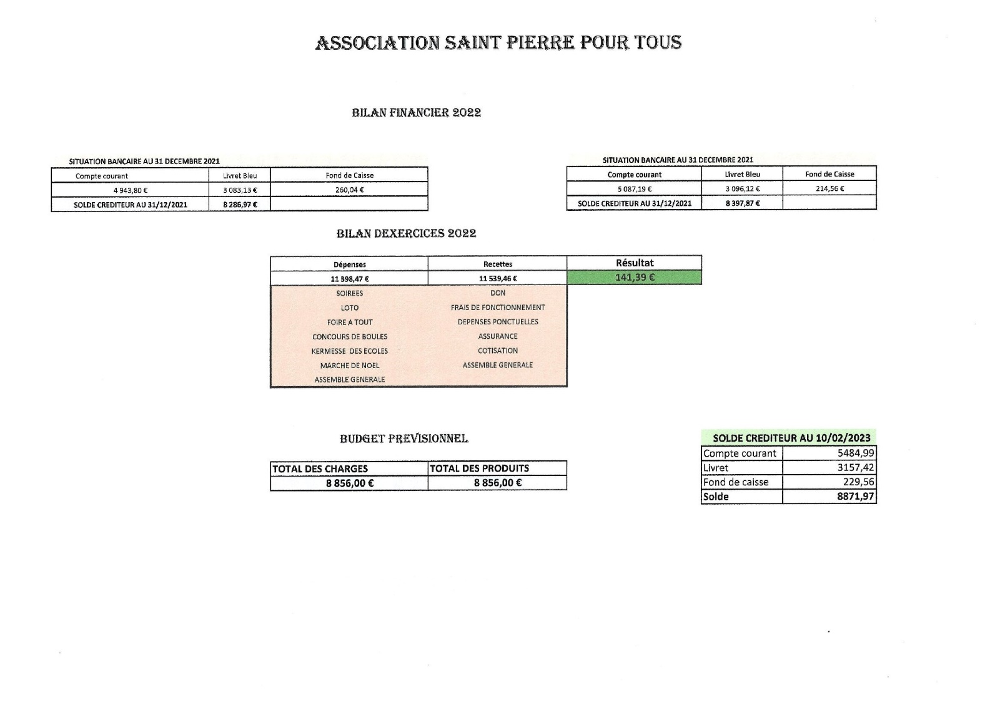 ASSOCIATION SAINT PIERRE POUR TOUS
BILAN FINANCIER 2022
SITUATION BANCAIRE AU 31 DECEMBRE 2021
Compte courant Livret Bleu Fond de Caisse
4 943,80 € 3 083,13 € 260,04 €
SOLDE CREDITEUR AU 31/12/2021 8 286,97 €
SITUATION BANCAIRE AU 31 DECEMBRE 2021
Compte courant Livret Bleu Fond de Caisse
5 087,19 € 3 096,12 € 214,56 €
SOLDE CREDITEUR AU 31/12/2021 8 397,87 €
BILAN DEXERCICES 2022
Dépenses Recettes Résultat
11 398,47 € 11 539,46 € 141,39 €
SOIREES DON
LOTO FRAIS DE FONCTIONNEMENT
FOIRE A TOUT DEPENSES PONCTUELLES
CONCOURS DE BOULES ASSURANCE
KERMESSE DES ECOLES COTISATION
MARCHE DE NOEL ASSEMBLE GENERALE
ASSEMBLE GENERALE
BUDGET PREVISIONNEL
TOTAL DES CHARGES TOTAL DES PRODUITS
8 856,00 € 8 856,00 €
SOLDE CREDITEUR AU 10/02/2023
Compte courant 5484,99
Livret 3157,42
Fond de caisse 229,56
Solde 8871,97